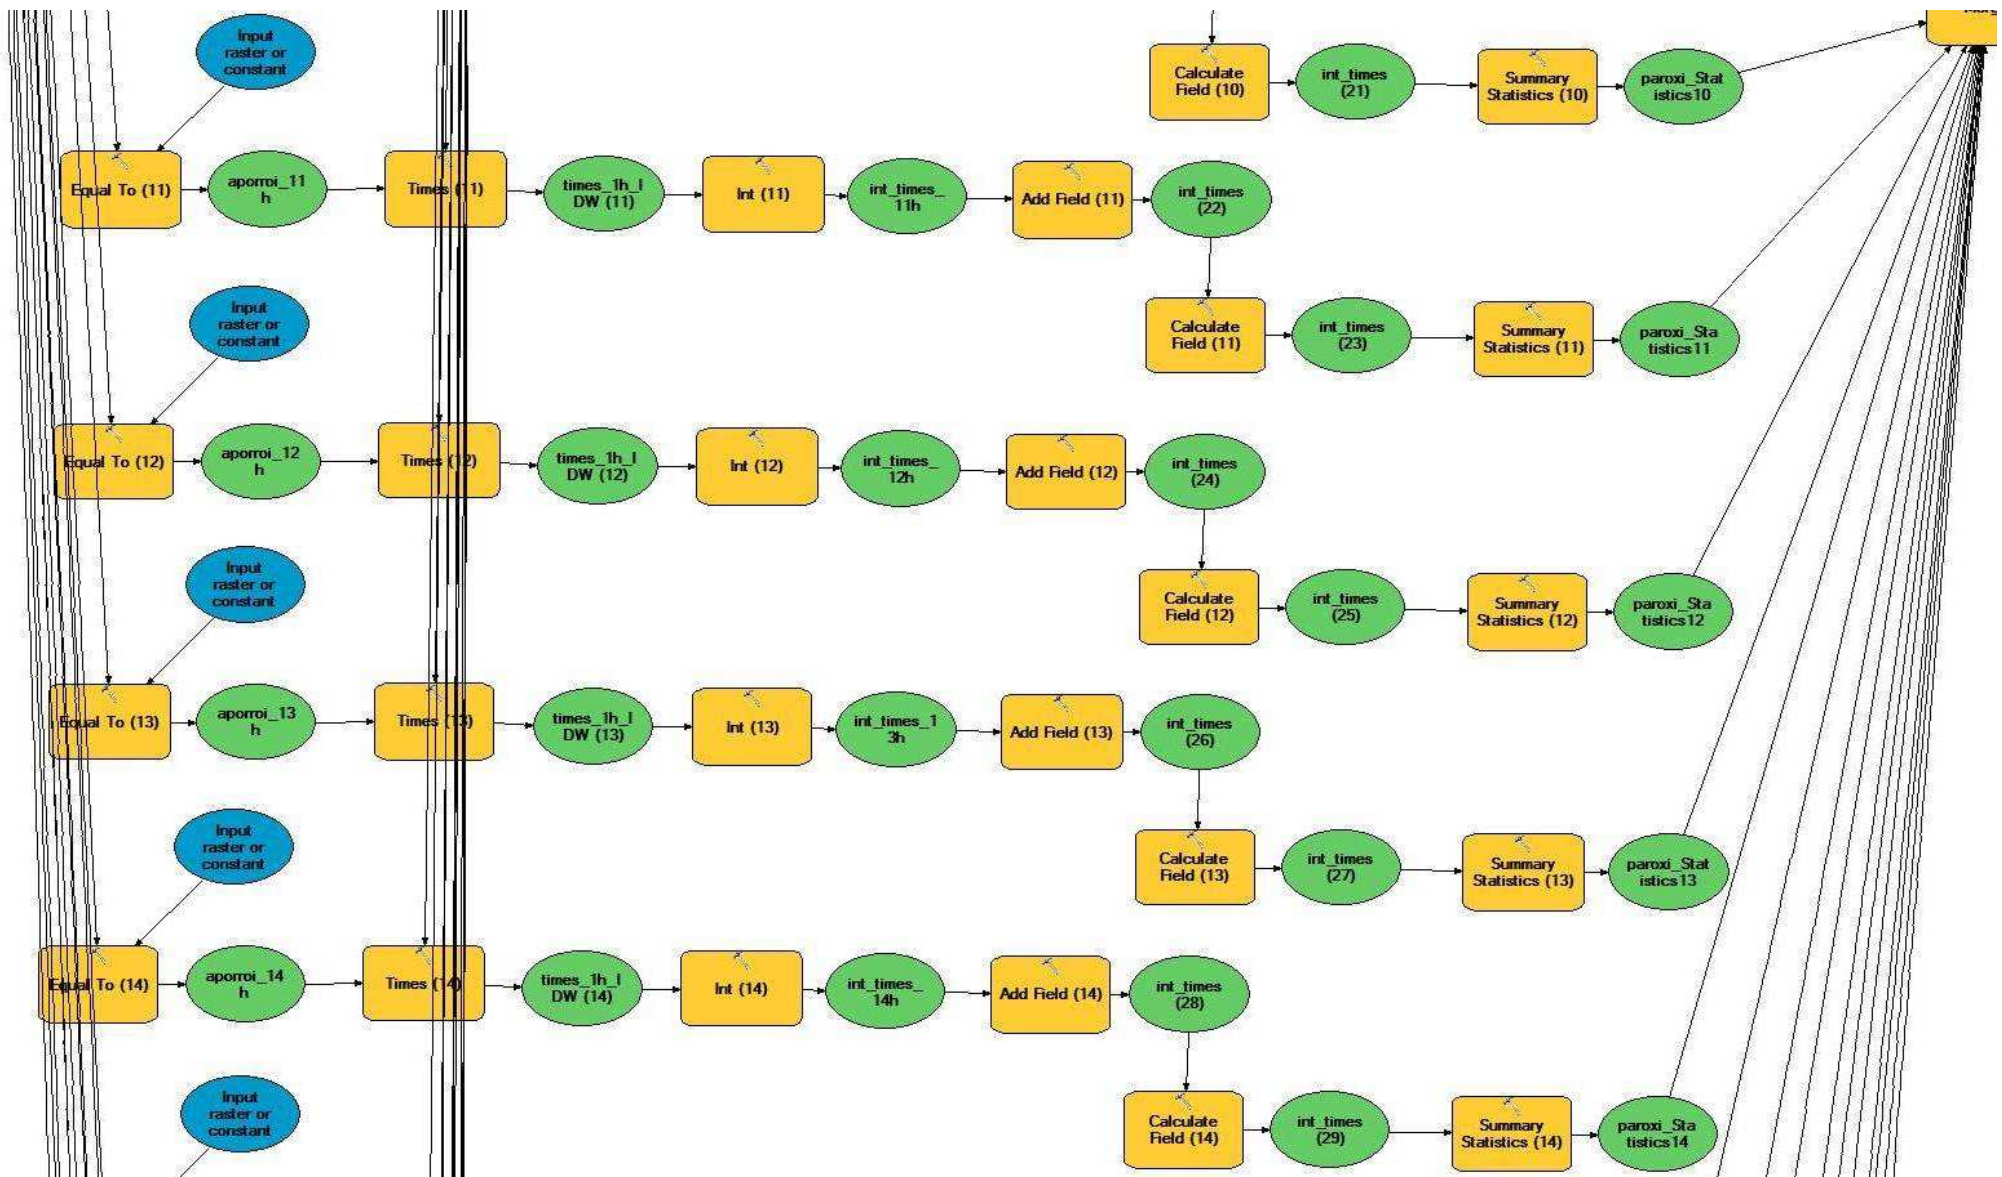 Input
raster or
constant
Calculate
Field (10)
int_times
(21)
Summary
Statistics (10)
paroxi_Stat
istics10
Equal To (11)
aporroi_11
h
Times (11)
times_1h_I
DW (11)
Int (11)
int_times_
11h
Add Field (11)
int_times
(22)
Input
raster or
constant
Calculate
Field (11)
int_times
(23)
Summary
Statistics (11)
paroxi_Sta
tistics11
Equal To (12)
aporroi_12
h
Times (12)
times_1h_I
DW (12)
Int (12)
int_times_
12h
Add Field (12)
int_times
(24)
Input
raster or
constant
Calculate
Field (12)
int_times
(25)
Summary
Statistics (12)
paroxi_Sta
tistics12
Equal To (13)
aporroi_13
h
Times (13)
times_1h_I
DW (13)
Int (13)
int_times_1
3h
Add Field (13)
int_times
(26)
Input
raster or
constant
Calculate
Field (13)
int_times
(27)
Summary
Statistics (13)
paroxi_Stat
istics13
Equal To (14)
aporroi_14
h
Times (14)
times_1h_I
DW (14)
Int (14)
int_times_
14h
Add Field (14)
int_times
(28)
Input
raster or
constant
Calculate
Field (14)
int_times
(29)
Summary
Statistics (14)
paroxi_Sta
tistics14